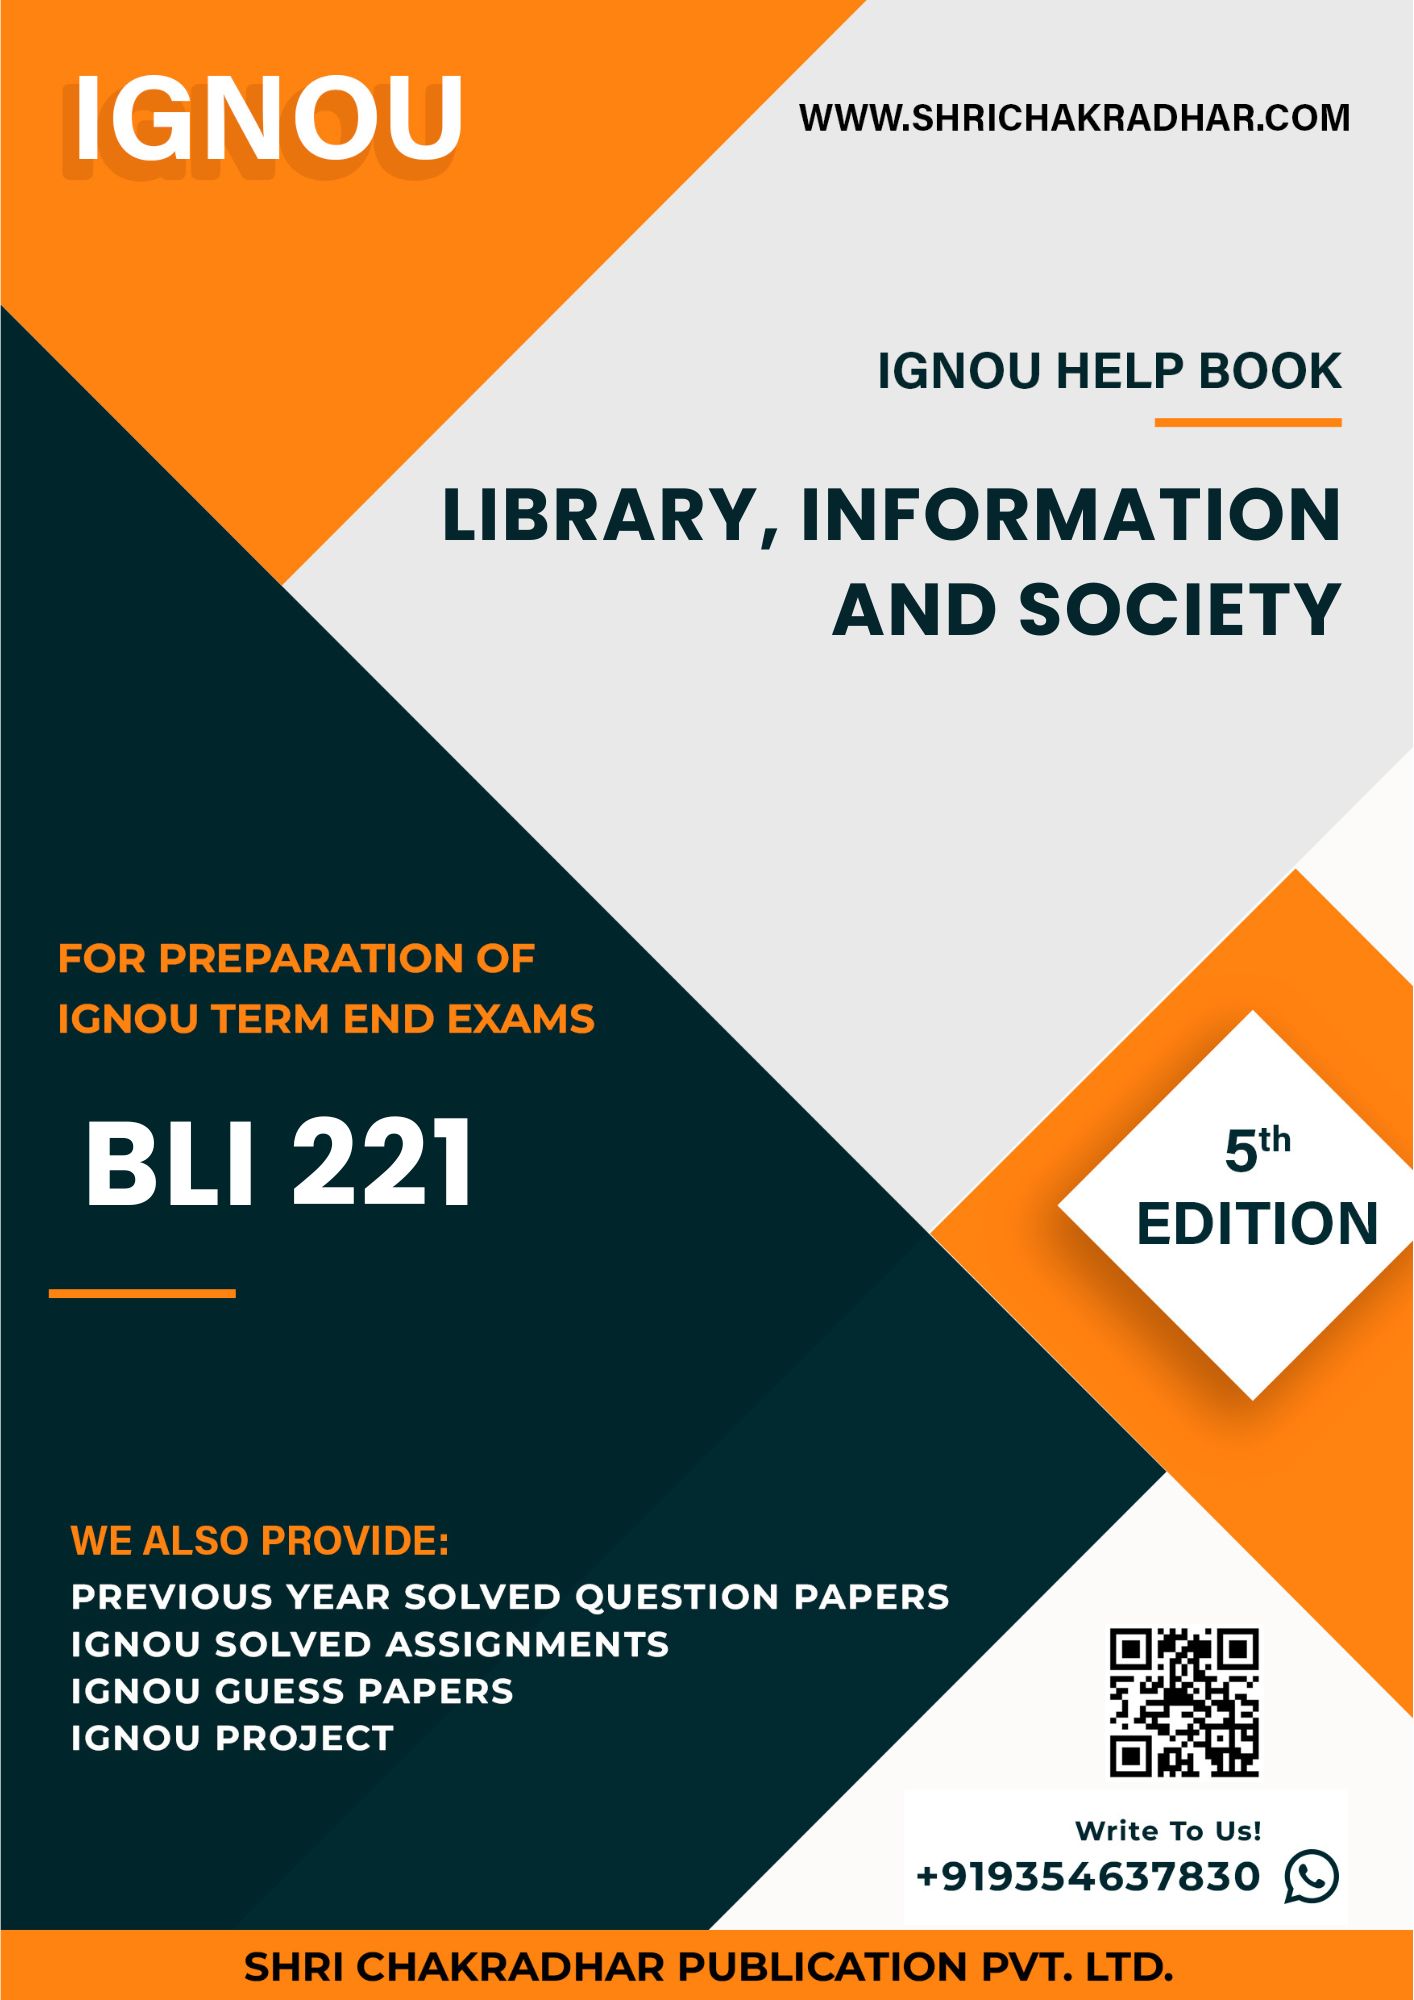 IGNOU
WWW.SHRICHAKRADHAR.COM
IGNOU HELP BOOK
LIBRARY, INFORMATION
AND SOCIETY
FOR PREPARATION OF
IGNOU TERM END EXAMS
BLI 221
5th
EDITION
WE ALSO PROVIDE:
PREVIOUS YEAR SOLVED QUESTION PAPERS
IGNOU SOLVED ASSIGNMENTS
IGNOU GUESS PAPERS
IGNOU PROJECT
Write To Us!
+919354637830
SHRI CHAKRADHAR PUBLICATION PVT. LTD.